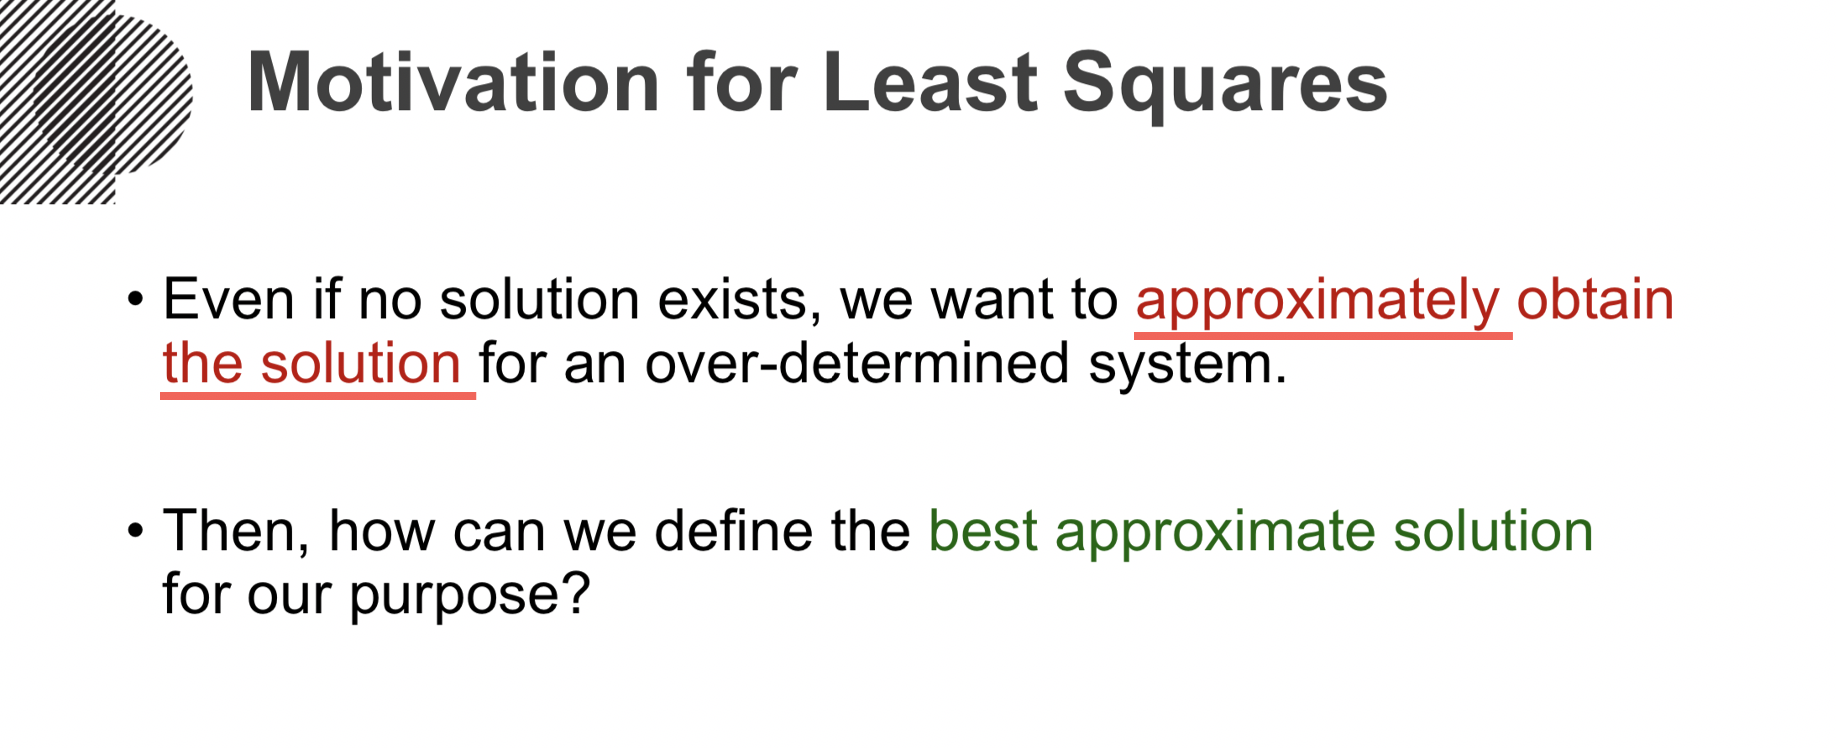 Motivation for Least Squares
• Even if no solution exists, we want to approximately obtain
the solution for an over-determined system.
• Then, how can we define the best approximate solution
for our purpose?